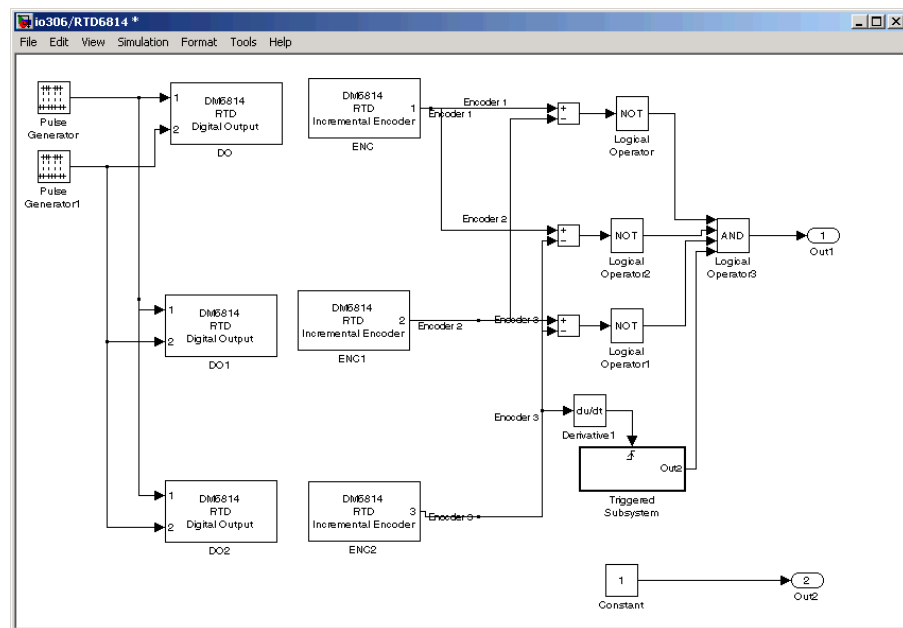 io306/RTD6814 *
File Edit View Simulation Format Tools Help
Pulse
Generator
Pulse
Generator1
1
2
DM6814
RTD
Digital Output
DO
DM6814
RTD
Incremental Encoder
1
ENC
Encoder 1
Encoder 1
+
−
NOT
Logical
Operator
Encoder 2
+
−
NOT
Logical
Operator2
AND
Logical
Operator3
1
Out1
1
2
DM6814
RTD
Digital Output
DO1
DM6814
RTD
Incremental Encoder
2
ENC1
Encoder 2
Encoder 3
+
−
NOT
Logical
Operator1
Encoder 3
du/dt
Derivative1
Out2
Triggered
Subsystem
1
2
DM6814
RTD
Digital Output
DO2
DM6814
RTD
Incremental Encoder
3
ENC2
Encoder 3
1
Constant
2
Out2